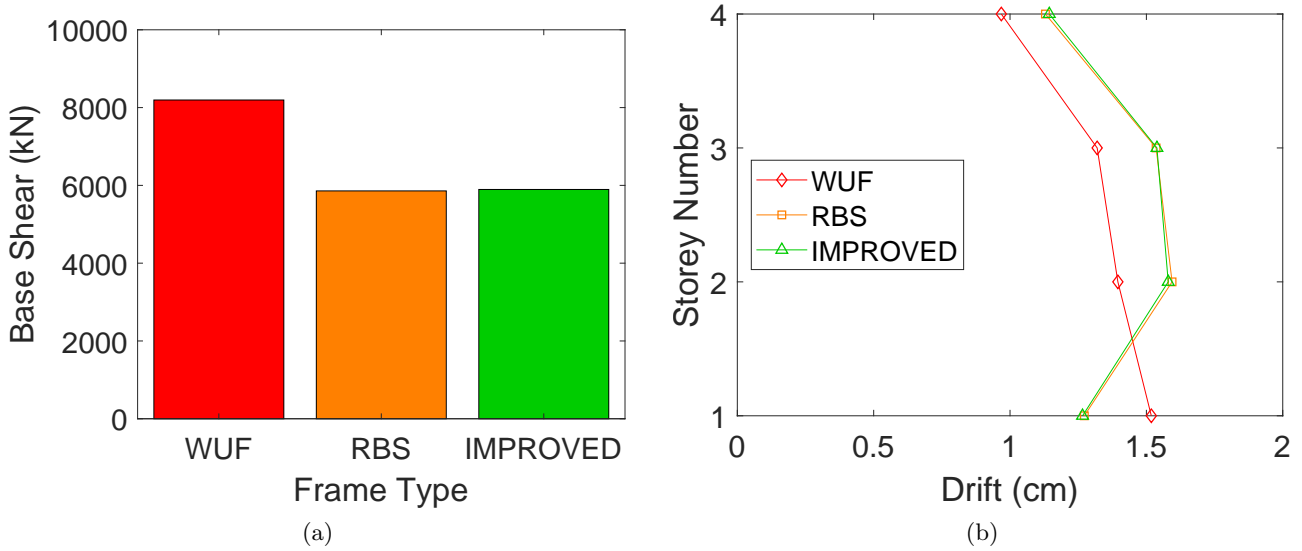 10000
8000
6000
4000
2000
0
Base Shear (kN)
WUF RBS IMPROVED
Frame Type
(a)
4
3
2
1
Storey Number
WUF
RBS
IMPROVED
0 0.5 1 1.5 2
Drift (cm)
(b)